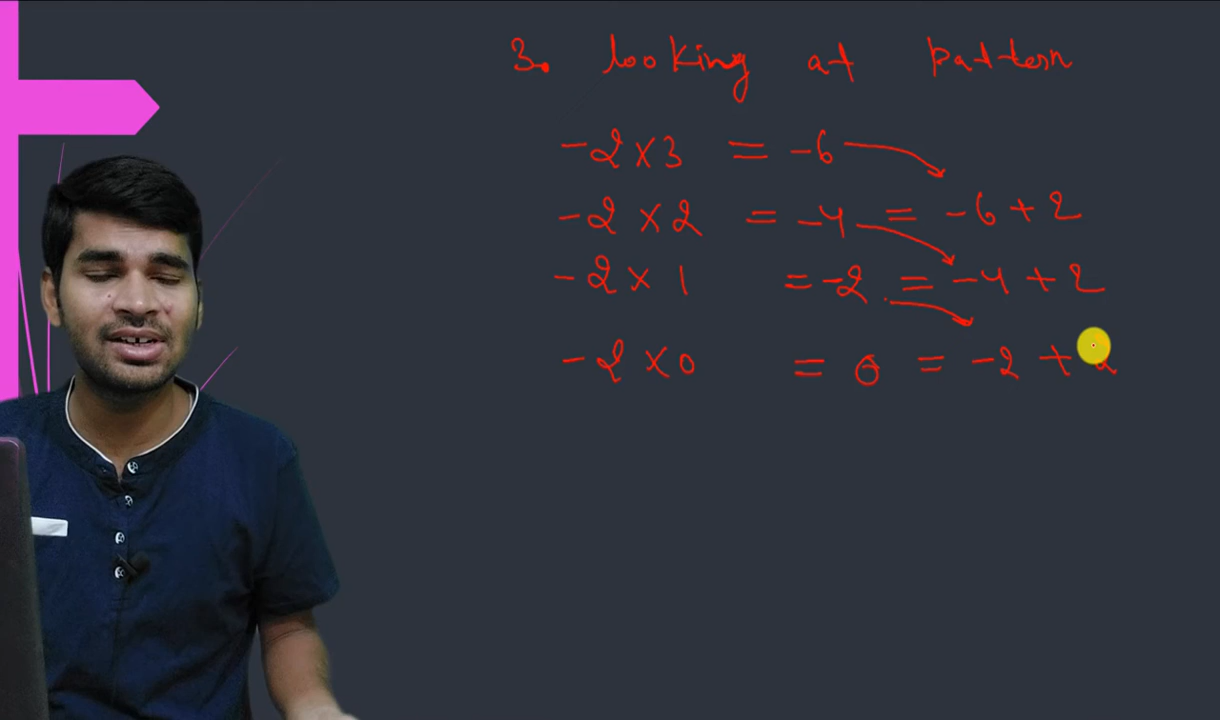 3. looking at pattern
-2 × 3 = -6
-2 × 2 = -4 = -6 + 2
-2 × 1 = -2 = -4 + 2
-2 × 0 = 0 = -2 + 2